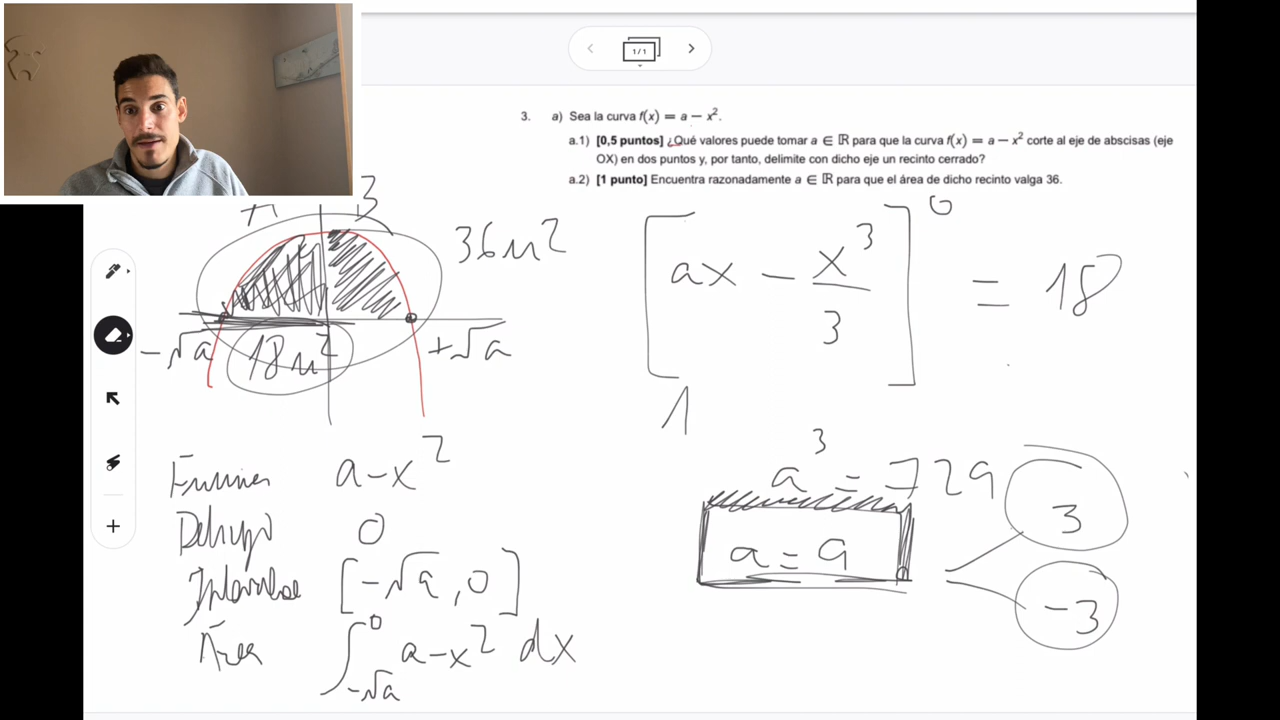 1/1
3. a) Sea la curva f(x) = a − x².
a.1) [0,5 puntos] ¿Qué valores puede tomar a ∈ ℝ para que la curva f(x) = a − x² corte al eje de abscisas (eje
OX) en dos puntos y, por tanto, delimite con dicho eje un recinto cerrado?
a.2) [1 punto] Encuentra razonadamente a ∈ ℝ para que el área de dicho recinto valga 36.
A B
36u²
−√a 18u² +√a
a−x²
0
[−√a, 0]
Área ∫ 0 −√a a−x² dx
[ax − x³/3] 0 = 18
1
a³ = 729
a = 9
3
−3